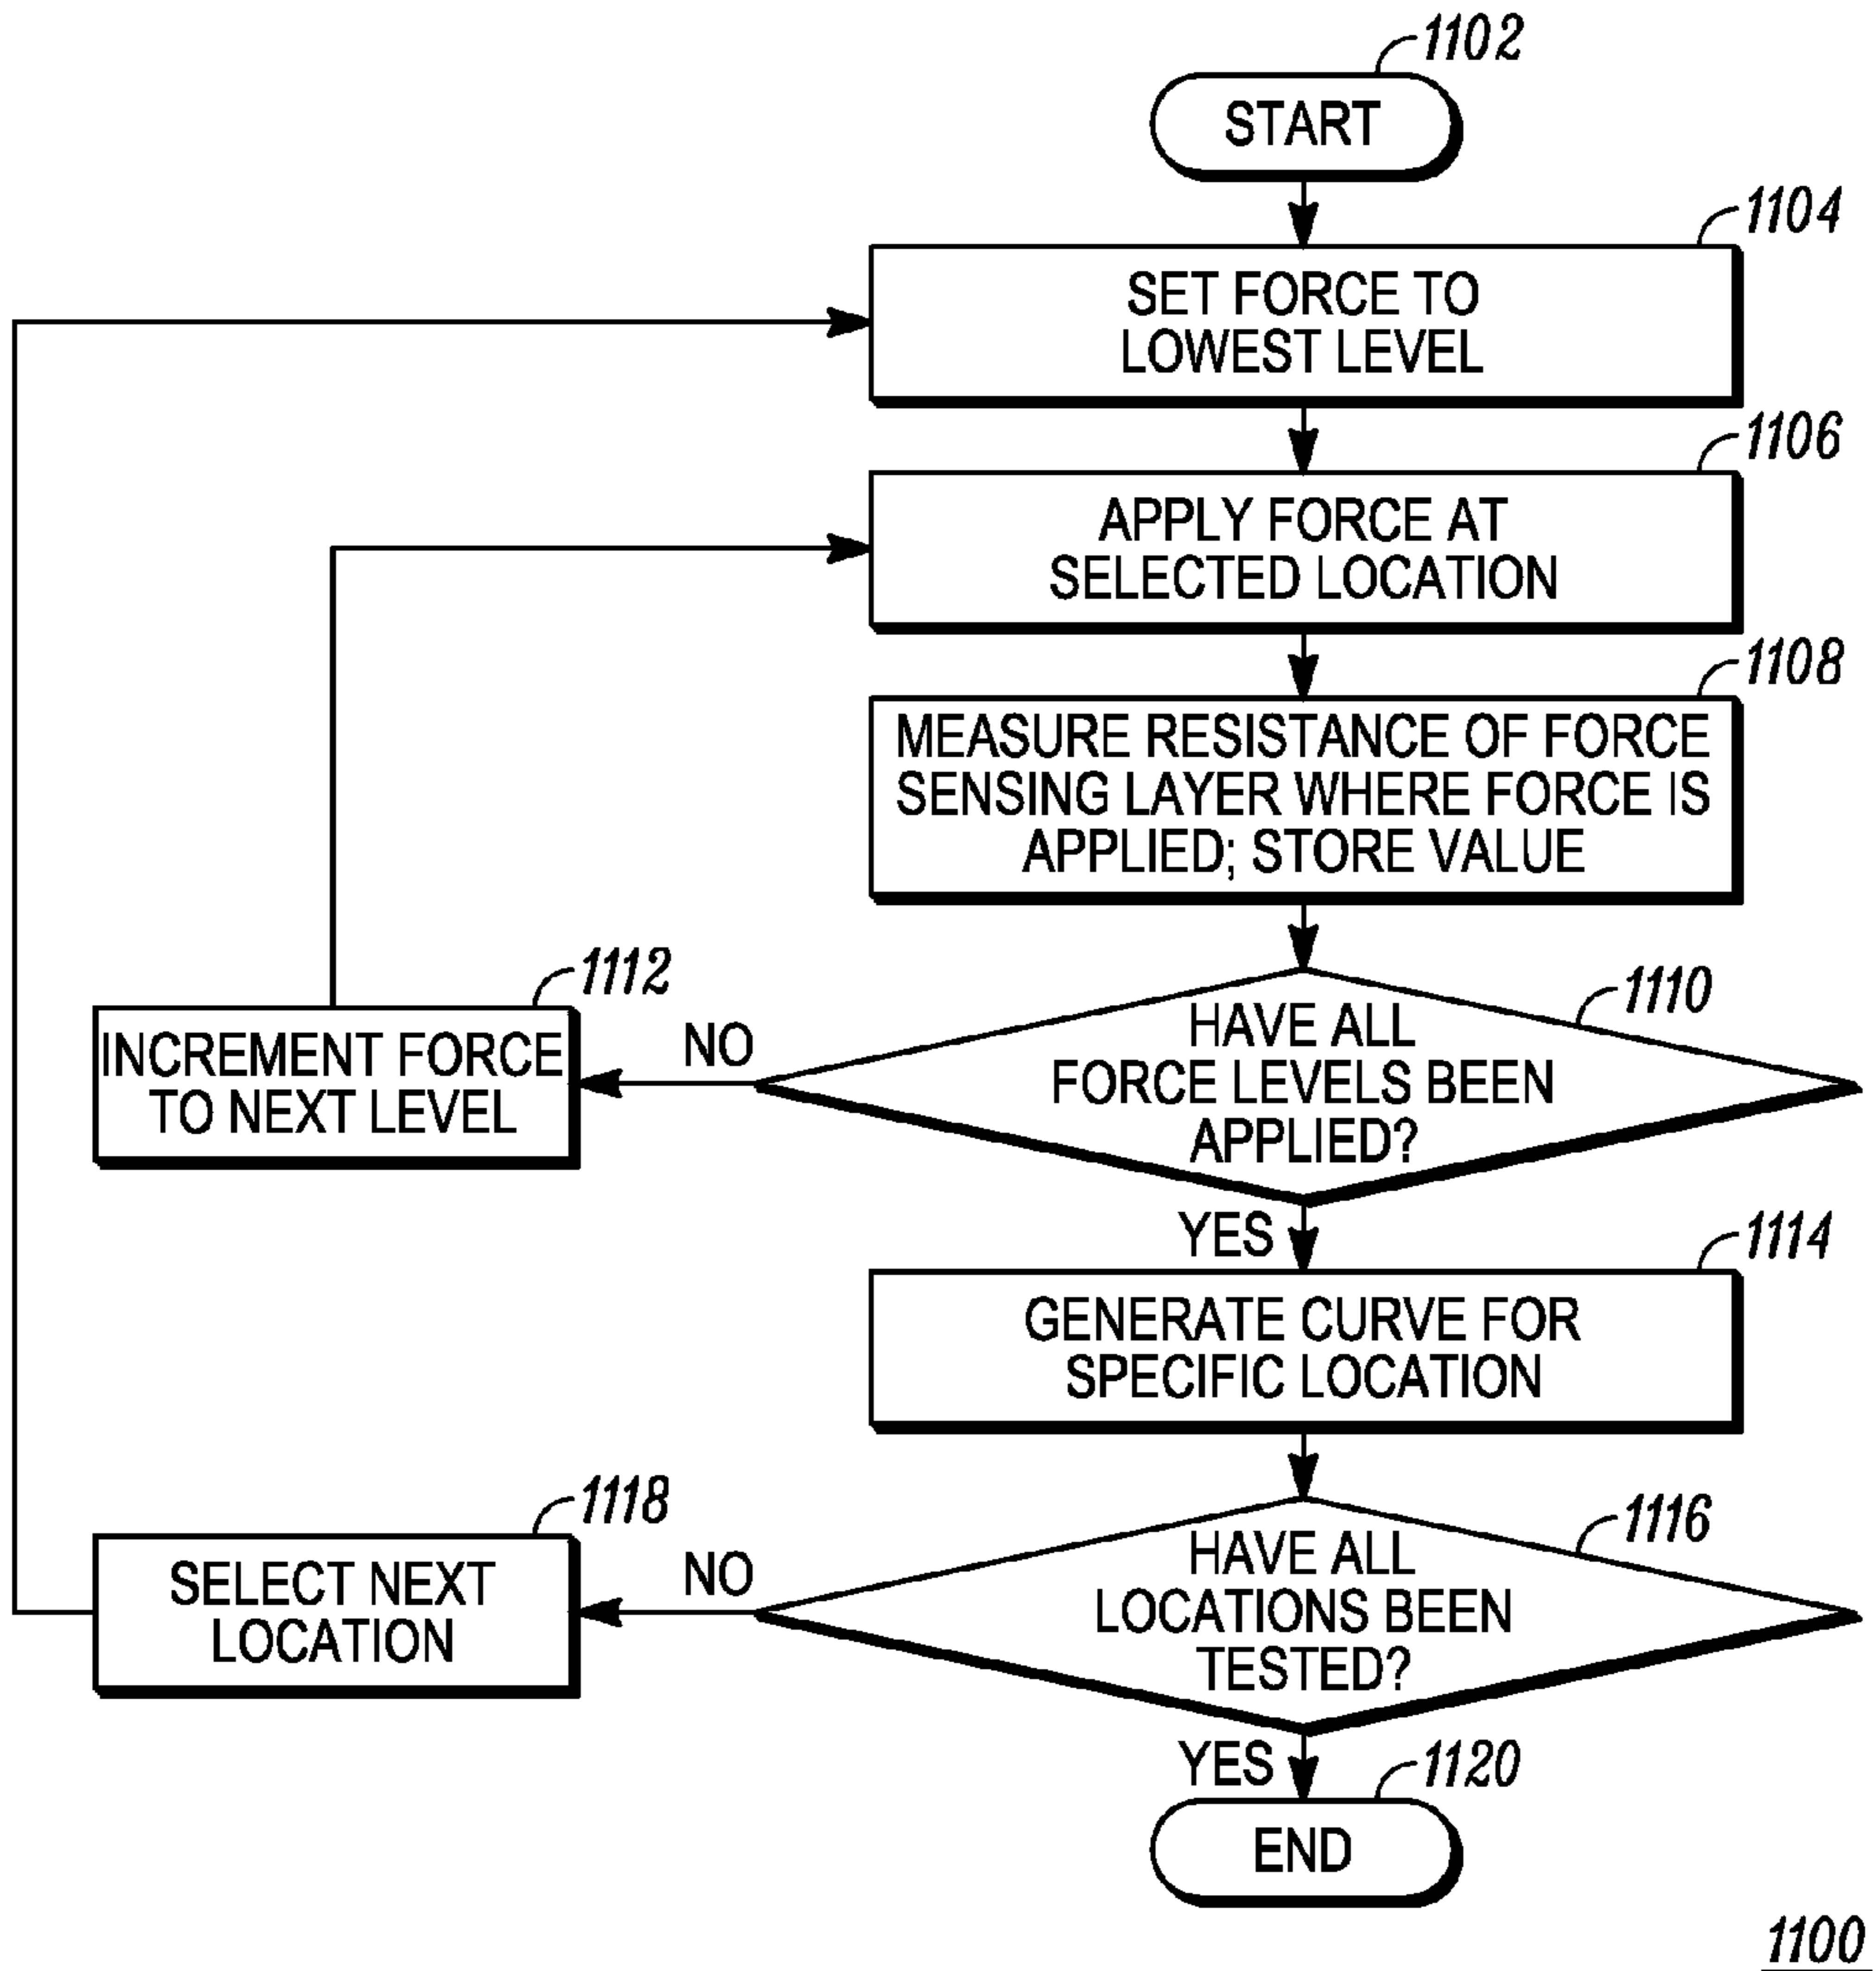 1102
START
1104
SET FORCE TO
LOWEST LEVEL
1106
APPLY FORCE AT
SELECTED LOCATION
1108
MEASURE RESISTANCE OF FORCE
SENSING LAYER WHERE FORCE IS
APPLIED; STORE VALUE
1110
HAVE ALL
FORCE LEVELS BEEN
APPLIED?
NO
1112
INCREMENT FORCE
TO NEXT LEVEL
YES
1114
GENERATE CURVE FOR
SPECIFIC LOCATION
1116
HAVE ALL
LOCATIONS BEEN
TESTED?
NO
1118
SELECT NEXT
LOCATION
YES
1120
END
1100